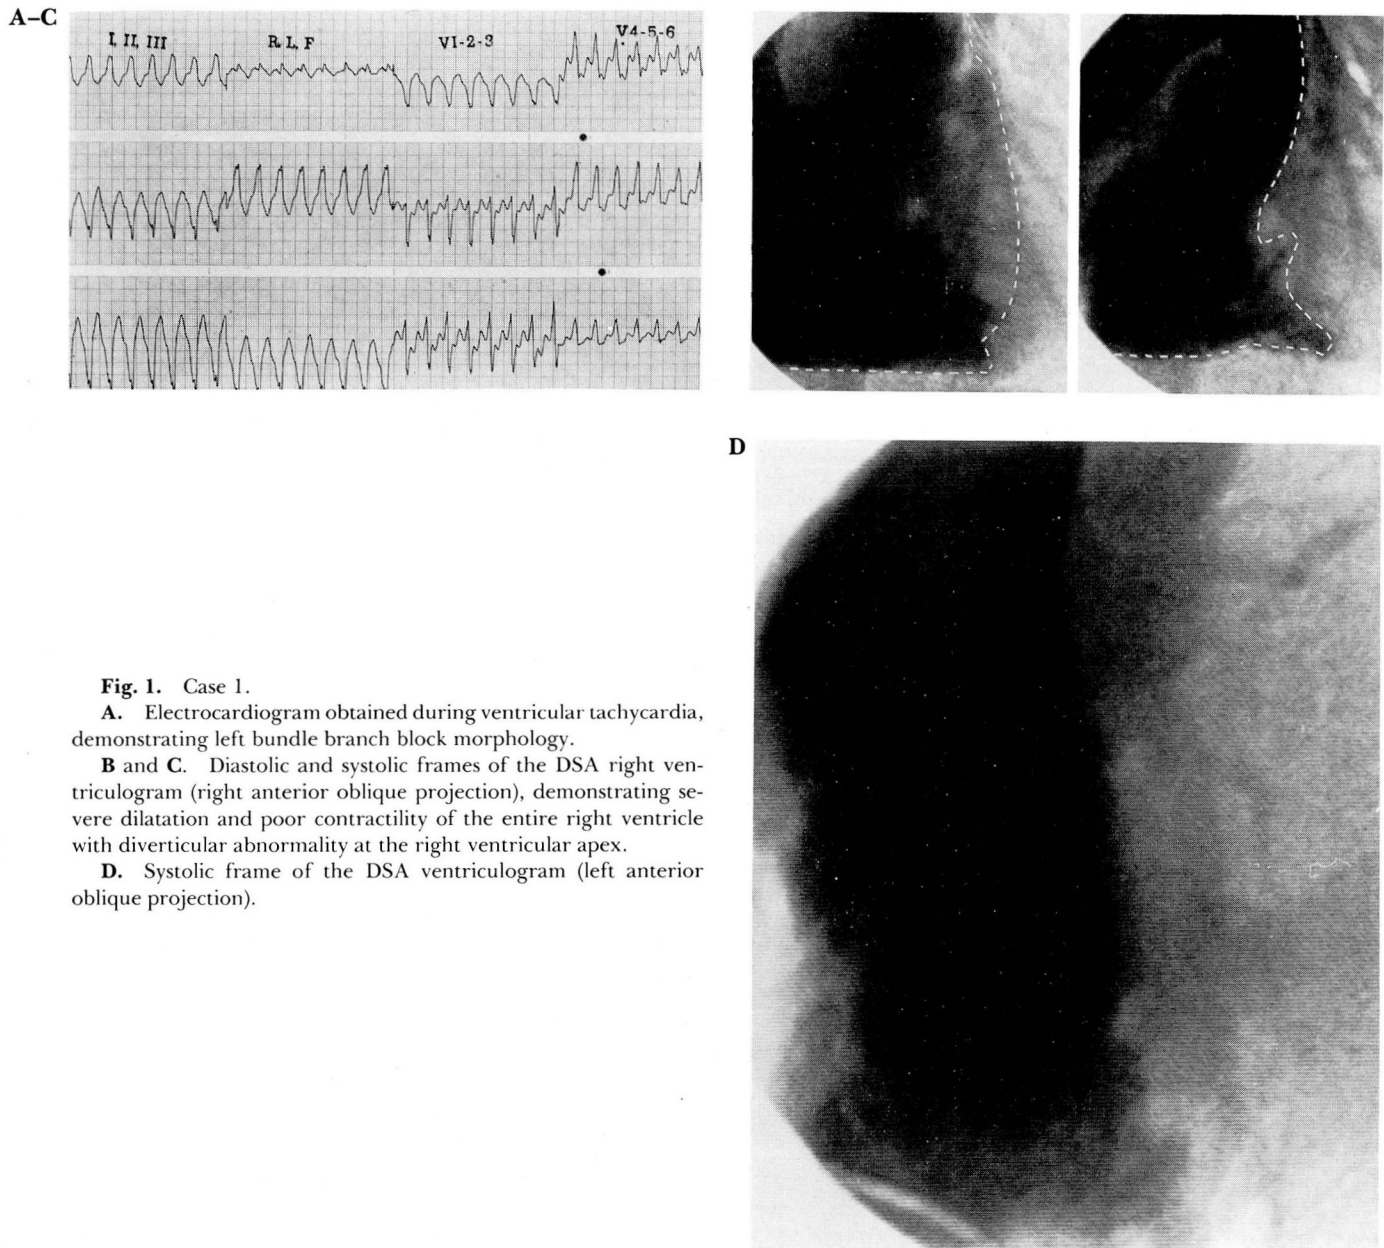 A–C
I, II, III
R, L, F
V1-2-3
V4-5-6
D
Fig. 1. Case 1.
A. Electrocardiogram obtained during ventricular tachycardia,
demonstrating left bundle branch block morphology.
B and C. Diastolic and systolic frames of the DSA right ven-
triculogram (right anterior oblique projection), demonstrating se-
vere dilatation and poor contractility of the entire right ventricle
with diverticular abnormality at the right ventricular apex.
D. Systolic frame of the DSA ventriculogram (left anterior
oblique projection).